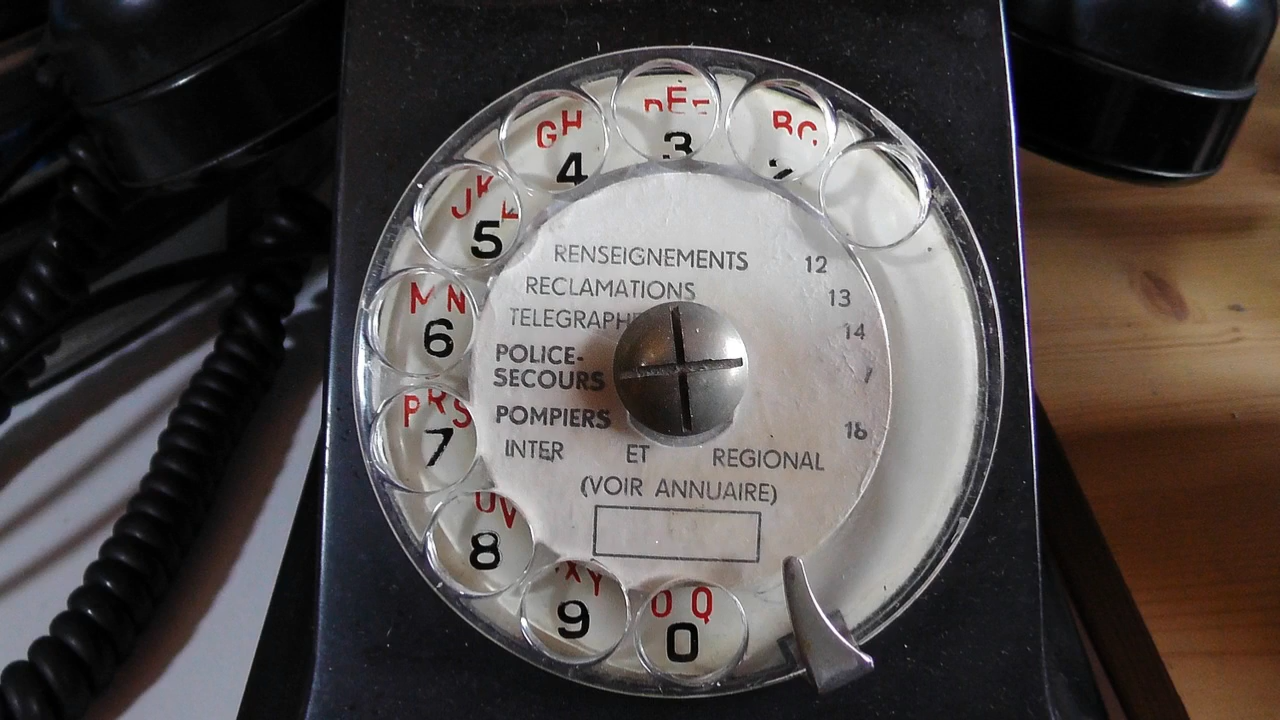 GH DEF BC
4 3 2
JKL
5
MN
6
PRS
7
UV
8
XY
9
OQ
0
RENSEIGNEMENTS 12
RECLAMATIONS 13
TELEGRAPHE 14
POLICE-
SECOURS
POMPIERS 18
INTER ET REGIONAL
(VOIR ANNUAIRE)